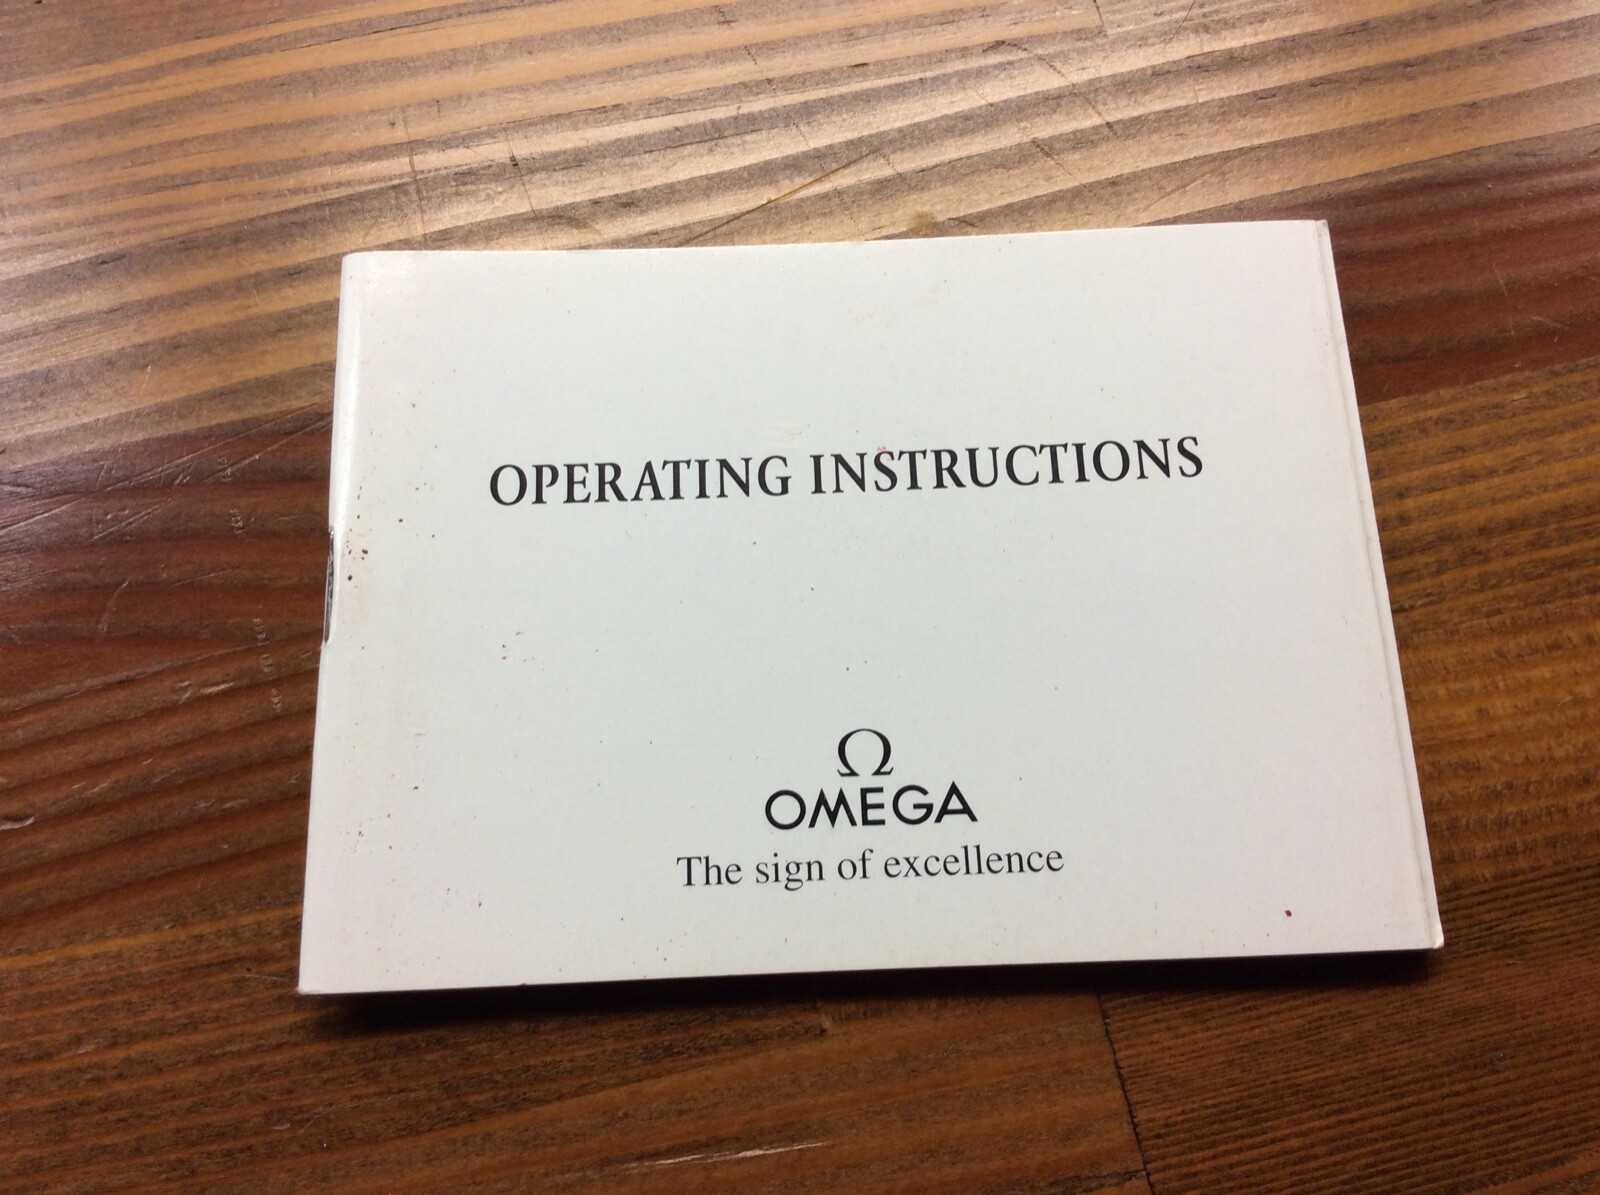 OPERATING INSTRUCTIONS
Ω
OMEGA
The sign of excellence